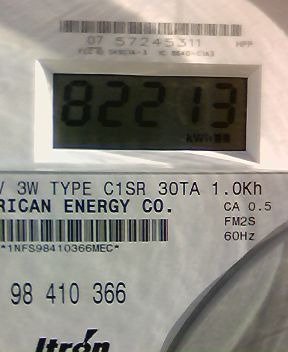 07 57245311
82213
kWh
V 3W TYPE C1SR 30TA 1.0Kh
RICAN ENERGY CO.
CA 0.5
FM2S
60Hz
*1NFS98410366MEC*
98 410 366
Itrón